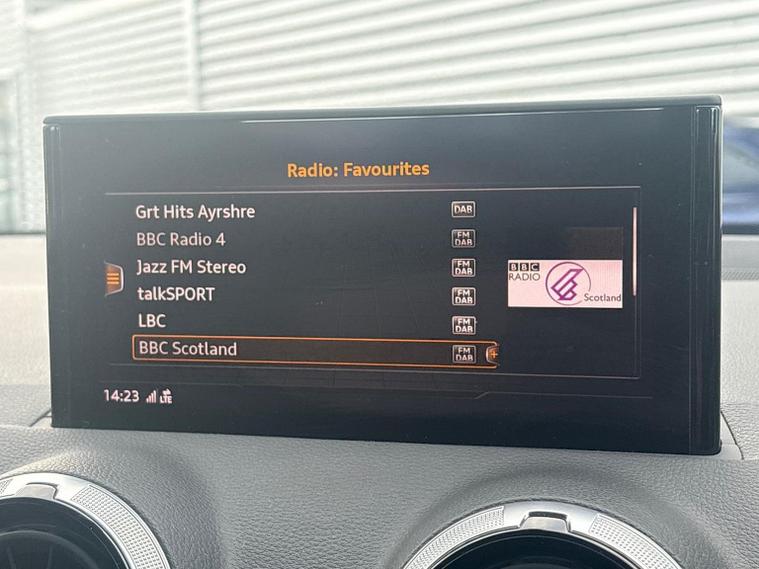 Radio: Favourites
Grt Hits Ayrshre DAB
BBC Radio 4 FM DAB
Jazz FM Stereo FM DAB
talkSPORT FM DAB
LBC FM DAB
BBC Scotland FM DAB
BBC
RADIO
Scotland
14:23 LTE